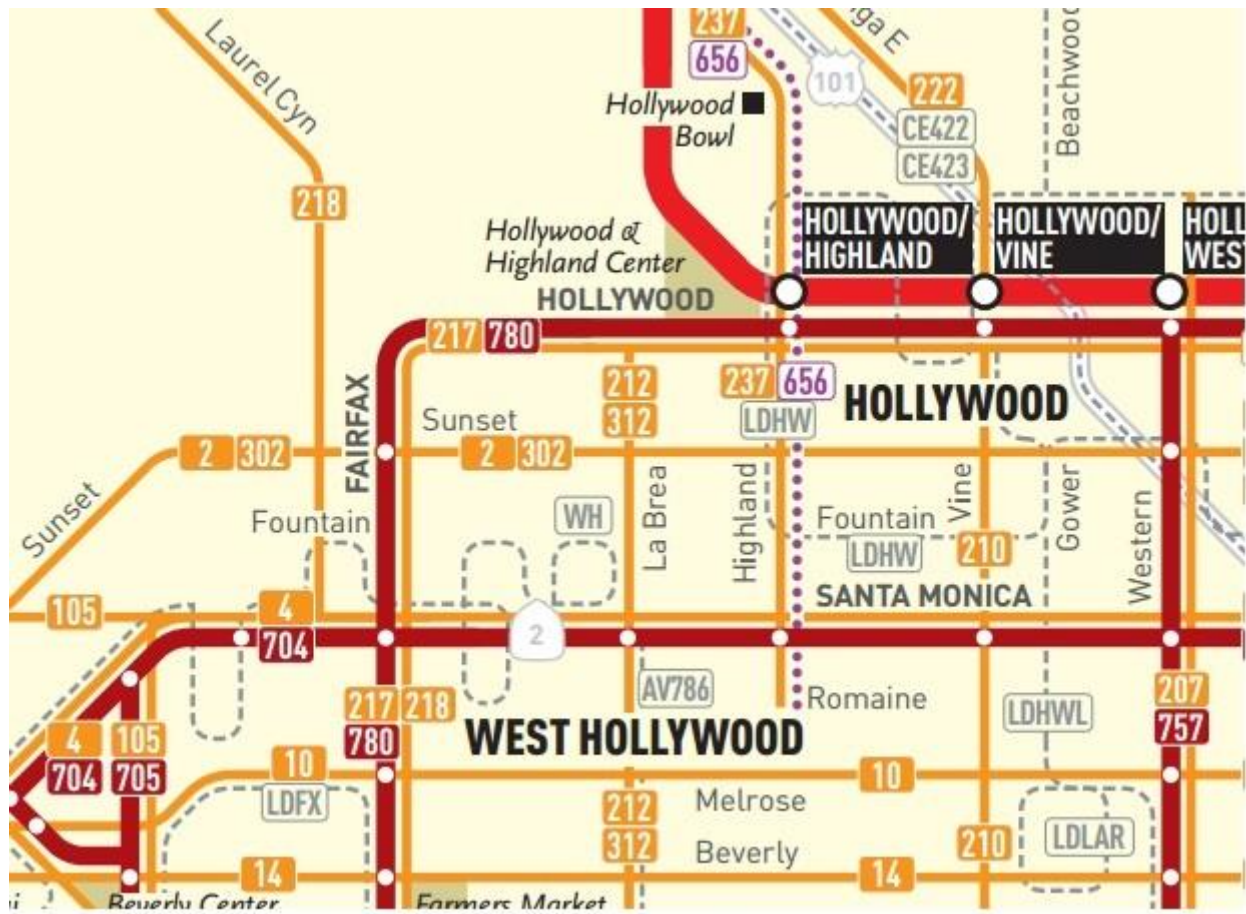 Laurel Cyn
237
656
ga E
101
Hollywood
Bowl
222
CE422
CE423
Beachwood
218
Hollywood &
Highland Center
HOLLYWOOD/
HIGHLAND
HOLLYWOOD/
VINE
HOLL
WEST
HOLLYWOOD
217 780
FAIRFAX
Sunset
212
312
237 656
LDHW
HOLLYWOOD
2 302
2 302
Sunset
Fountain
WH
La Brea
Highland
Fountain
LDHW
Vine
210
Gower
Western
105
4
704
2
SANTA MONICA
217 218
780
AV786
Romaine
LDHWL
207
757
WEST HOLLYWOOD
4
704
105
705
10
LDFX
10
212
312
Melrose
Beverly
210
LDLAR
14
14
Beverly Center
Farmers Market